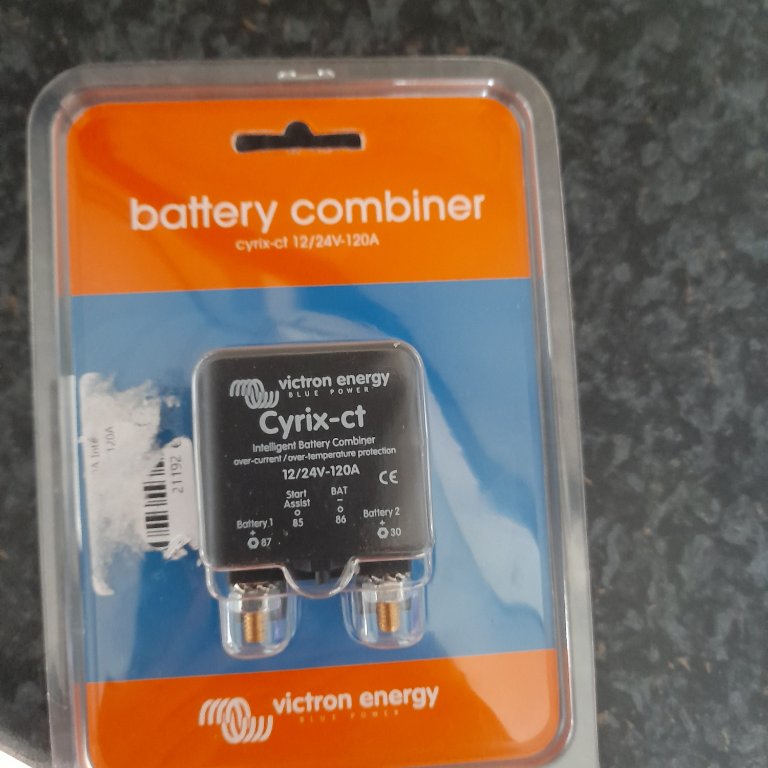 battery combiner
cyrix-ct 12/24V-120A
victron energy
BLUE POWER
Cyrix-ct
Intelligent Battery Combiner
over-current / over-temperature protection
12/24V-120A
CE
Start
Assist
85
BAT
–
86
Battery 1
+
87
Battery 2
+
30
120A
21192
victron energy
BLUE POWER